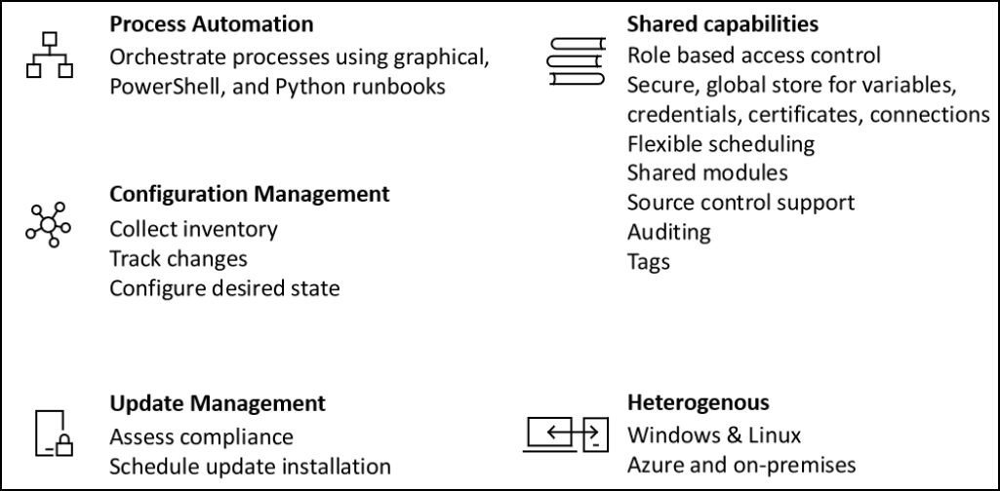 Process Automation
Orchestrate processes using graphical,
PowerShell, and Python runbooks
Configuration Management
Collect inventory
Track changes
Configure desired state
Update Management
Assess compliance
Schedule update installation
Shared capabilities
Role based access control
Secure, global store for variables,
credentials, certificates, connections
Flexible scheduling
Shared modules
Source control support
Auditing
Tags
Heterogenous
Windows & Linux
Azure and on-premises